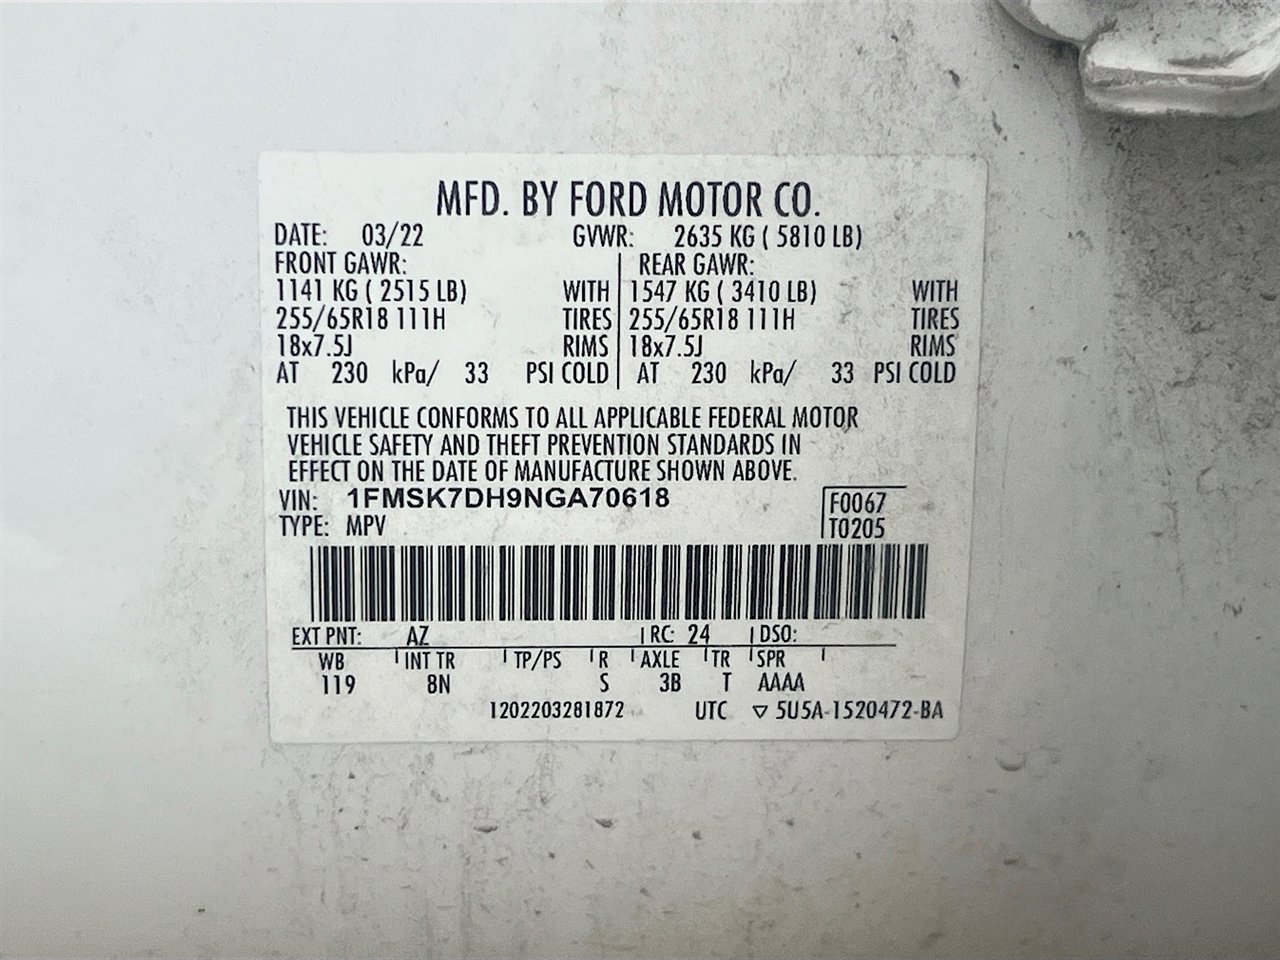 MFD. BY FORD MOTOR CO.
DATE: 03/22 GVWR: 2635 KG ( 5810 LB)
FRONT GAWR: REAR GAWR:
1141 KG ( 2515 LB) WITH 1547 KG ( 3410 LB) WITH
255/65R18 111H TIRES 255/65R18 111H TIRES
18x7.5J RIMS 18x7.5J RIMS
AT 230 kPa/ 33 PSI COLD AT 230 kPa/ 33 PSI COLD
THIS VEHICLE CONFORMS TO ALL APPLICABLE FEDERAL MOTOR
VEHICLE SAFETY AND THEFT PREVENTION STANDARDS IN
EFFECT ON THE DATE OF MANUFACTURE SHOWN ABOVE.
VIN: 1FMSK7DH9NGA70618 F0067
TYPE: MPV T0205
EXT PNT: AZ RC: 24 DSO:
WB INT TR TP/PS R AXLE TR SPR
119 8N S 3B T AAAA
1202203281872 UTC ▽ 5U5A-1520472-BA